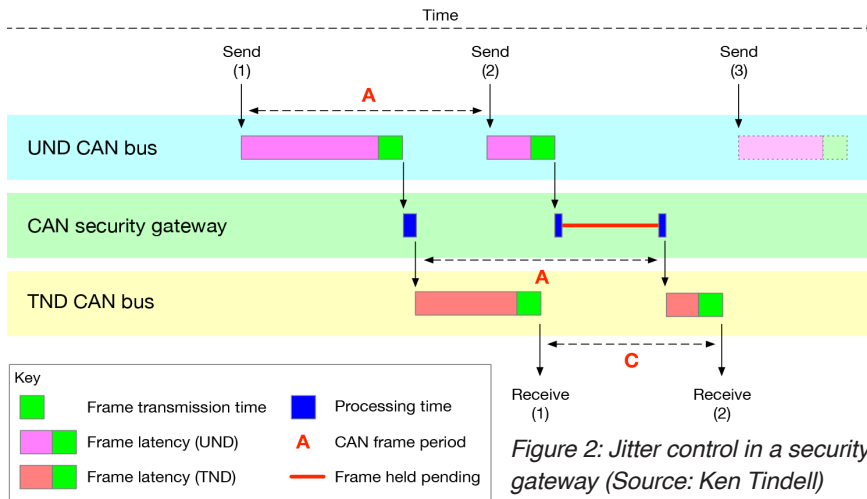 Time
Send
(1)
Send
(2)
Send
(3)
A
UND CAN bus
CAN security gateway
A
TND CAN bus
C
Receive
(1)
Receive
(2)
Key
Frame transmission time
Processing time
Frame latency (UND)
A CAN frame period
Frame latency (TND)
Frame held pending
Figure 2: Jitter control in a security
gateway (Source: Ken Tindell)